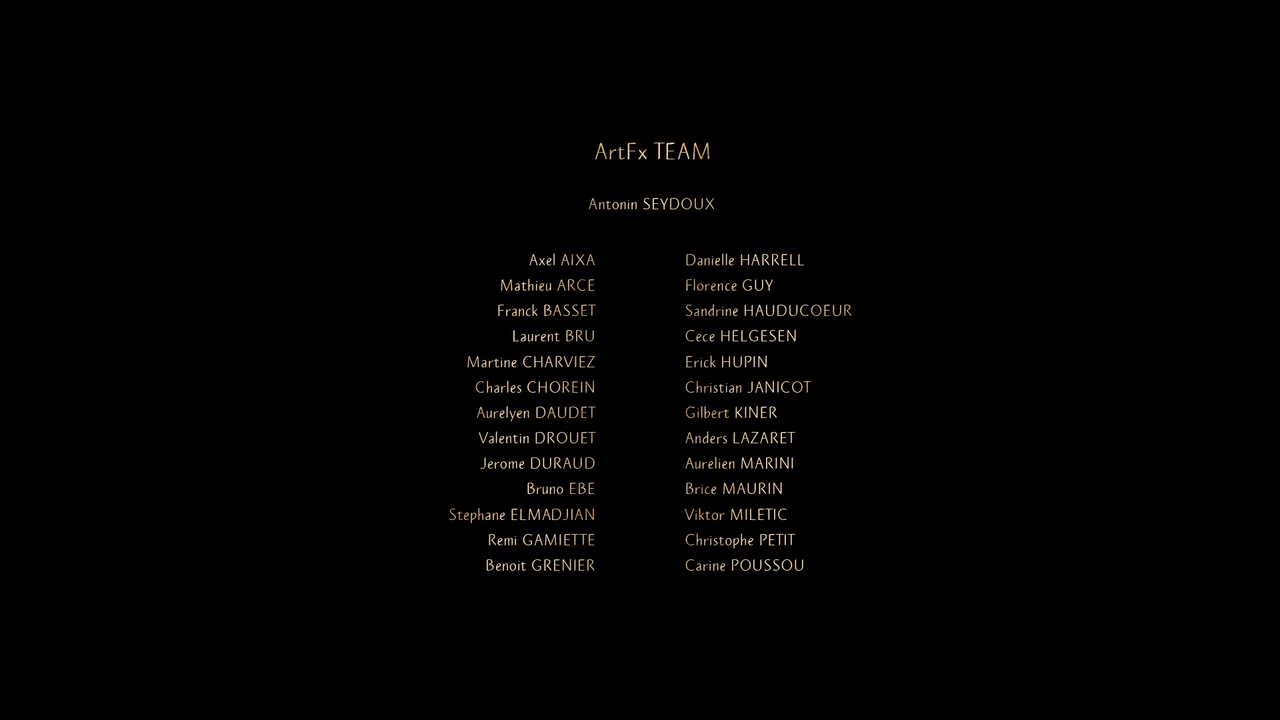 ArtFx TEAM
Antonin SEYDOUX
Axel AIXA
Mathieu ARCE
Franck BASSET
Laurent BRU
Martine CHARVIEZ
Charles CHOREIN
Aurelyen DAUDET
Valentin DROUET
Jerome DURAUD
Bruno EBE
Stephane ELMADJIAN
Remi GAMIETTE
Benoit GRENIER
Danielle HARRELL
Florence GUY
Sandrine HAUDUCOEUR
Cece HELGESEN
Erick HUPIN
Christian JANICOT
Gilbert KINER
Anders LAZARET
Aurelien MARINI
Brice MAURIN
Viktor MILETIC
Christophe PETIT
Carine POUSSOU